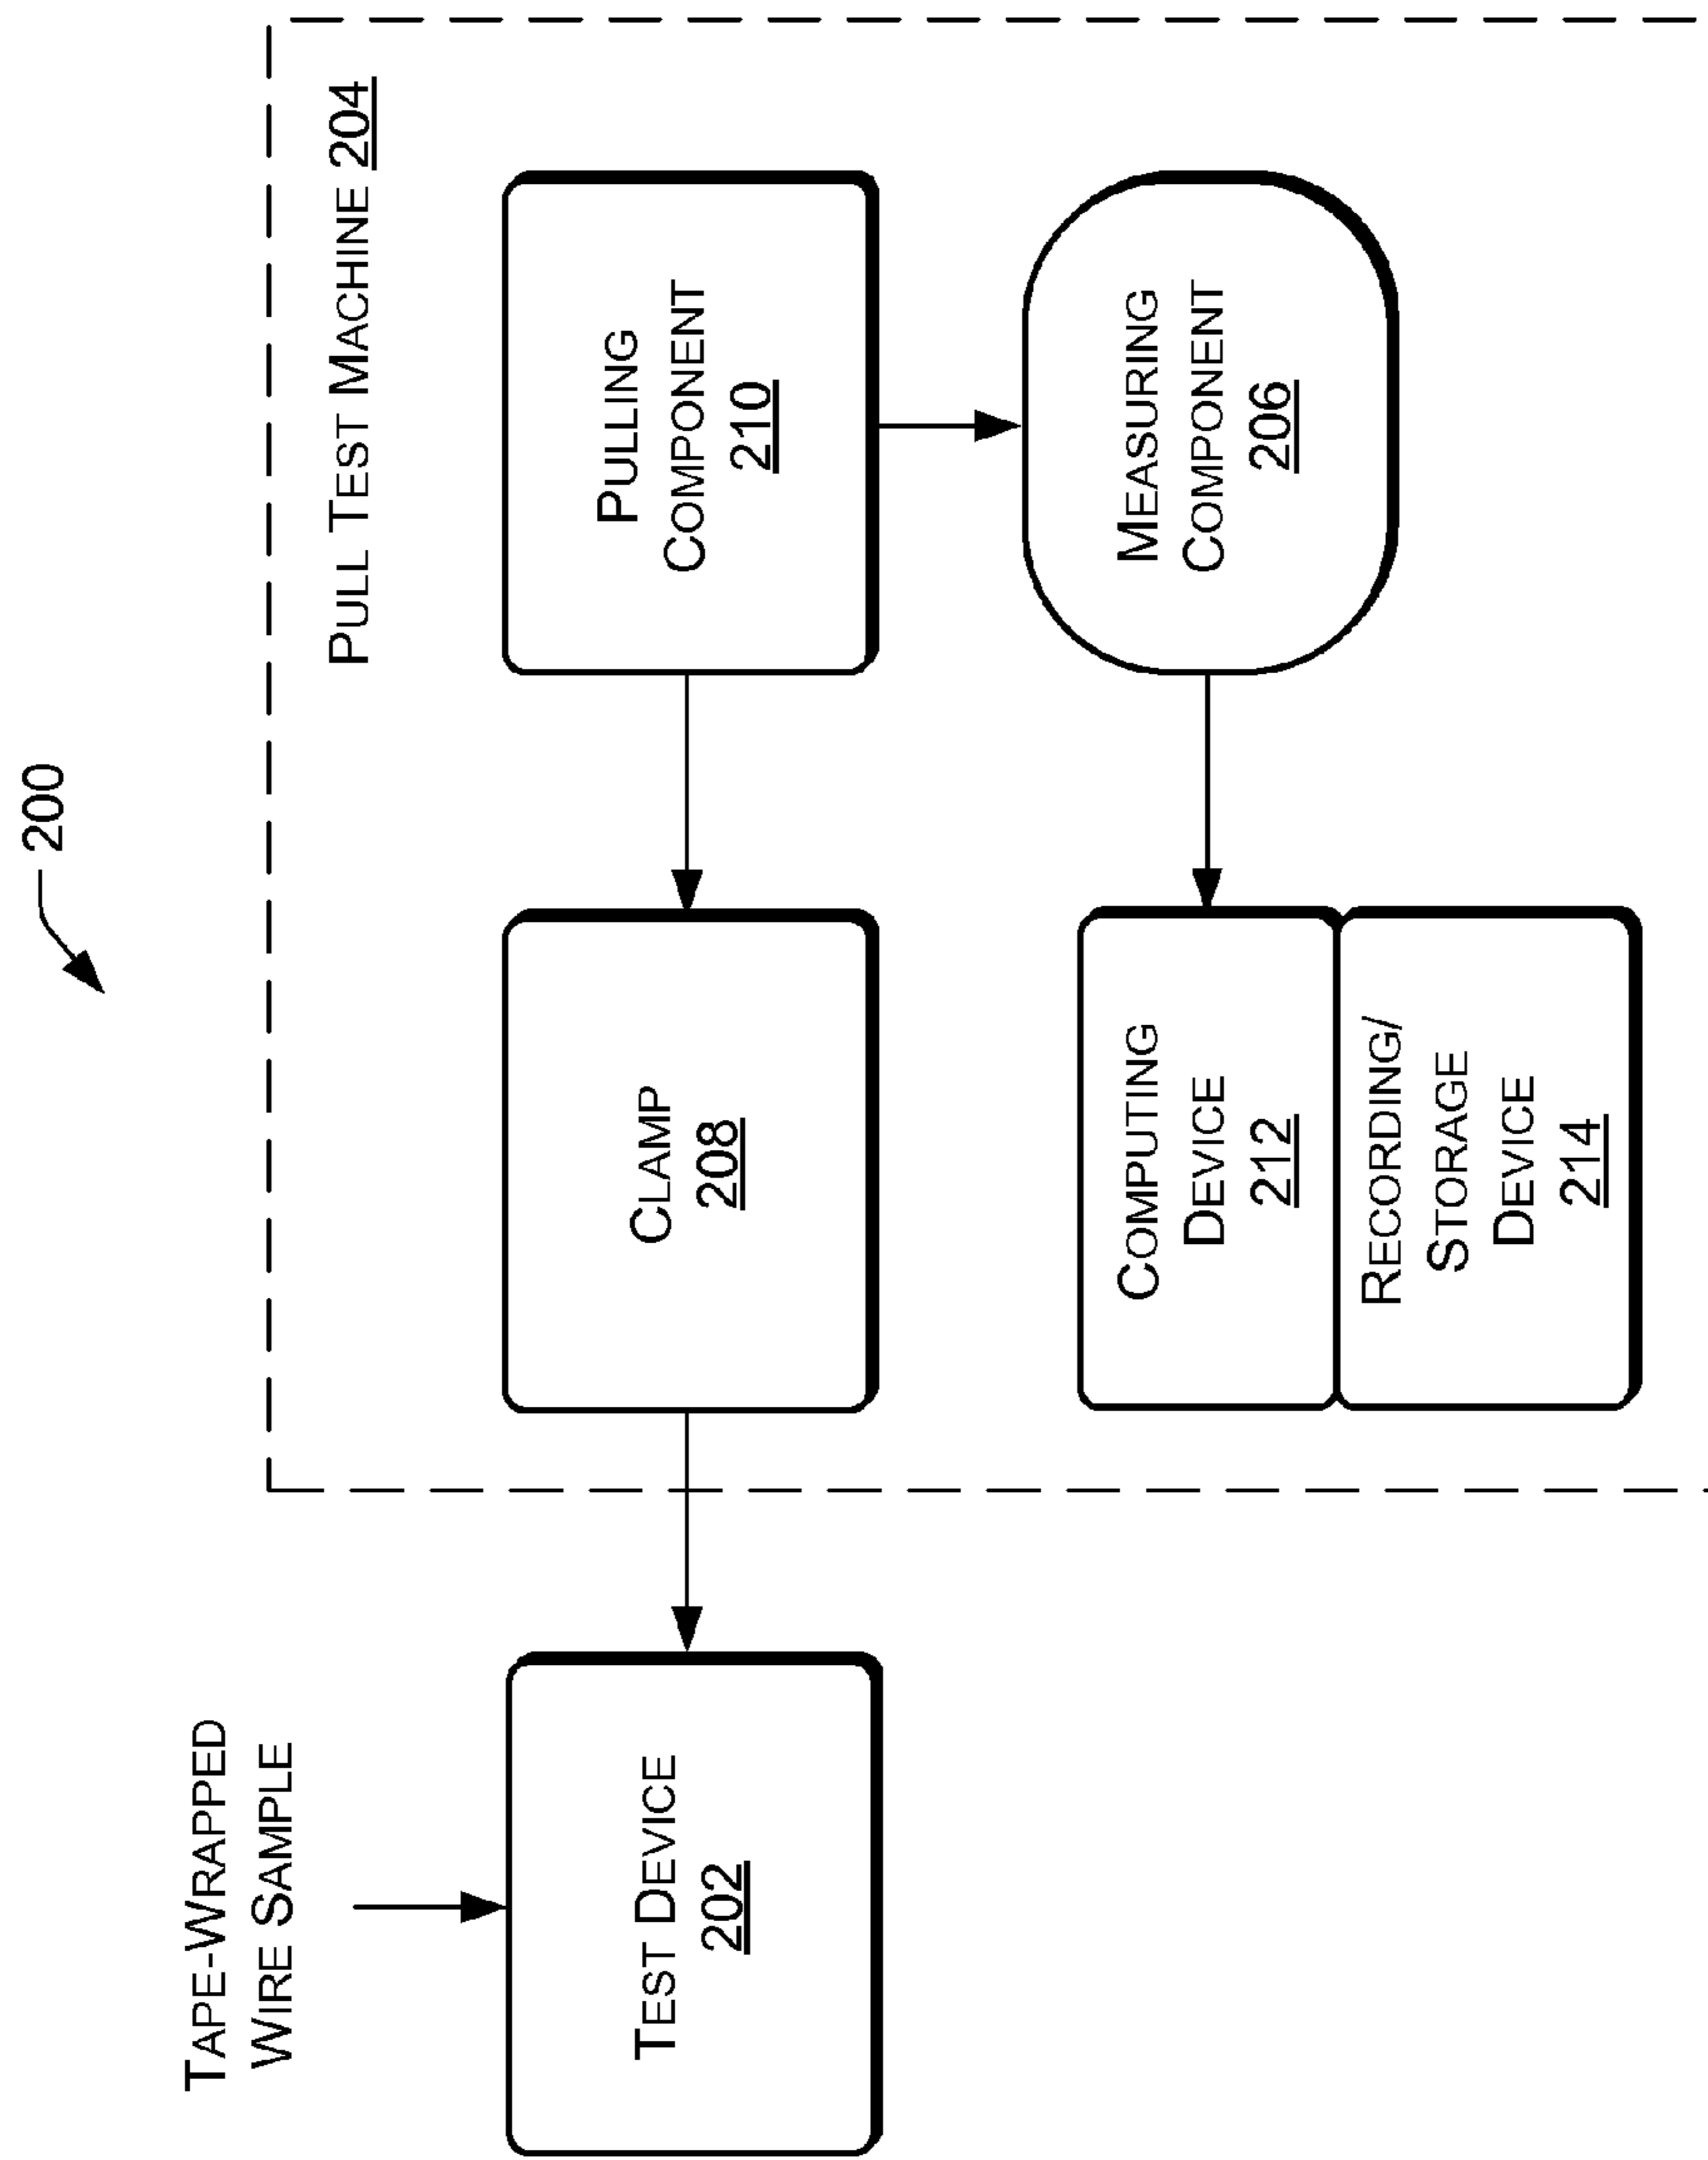 200
TAPE-WRAPPED
WIRE SAMPLE
PULL TEST MACHINE 204
TEST DEVICE
202
CLAMP
208
PULLING
COMPONENT
210
COMPUTING
DEVICE
212
RECORDING/
STORAGE
DEVICE
214
MEASURING
COMPONENT
206